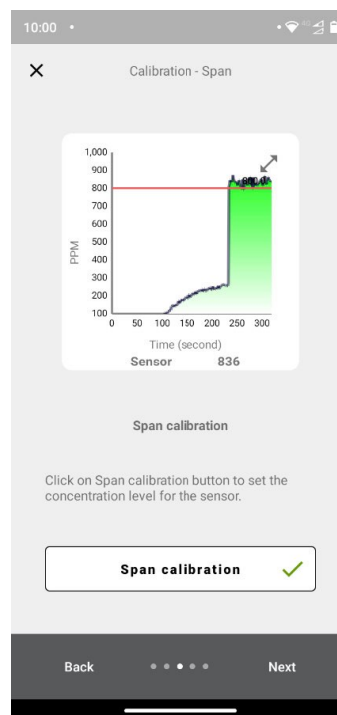 10:00
Calibration - Span
1,000
900
800
700
600
500
400
300
200
100
PPM
0 50 100 150 200 250 300
Time (second)
Sensor 836
Span calibration
Click on Span calibration button to set the
concentration level for the sensor.
Span calibration
Back Next